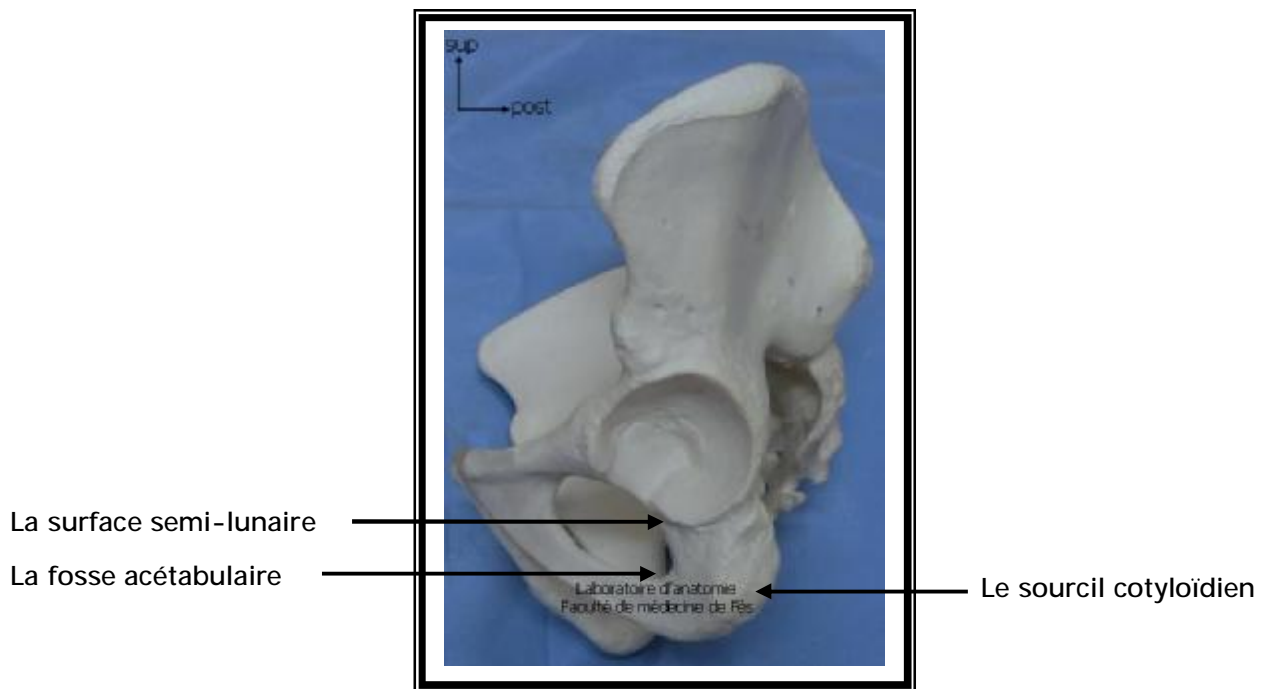 sup
post
La surface semi-lunaire
La fosse acétabulaire
Le sourcil cotyloïdien
Laboratoire d'anatomie
Faculté de médecine de Fès